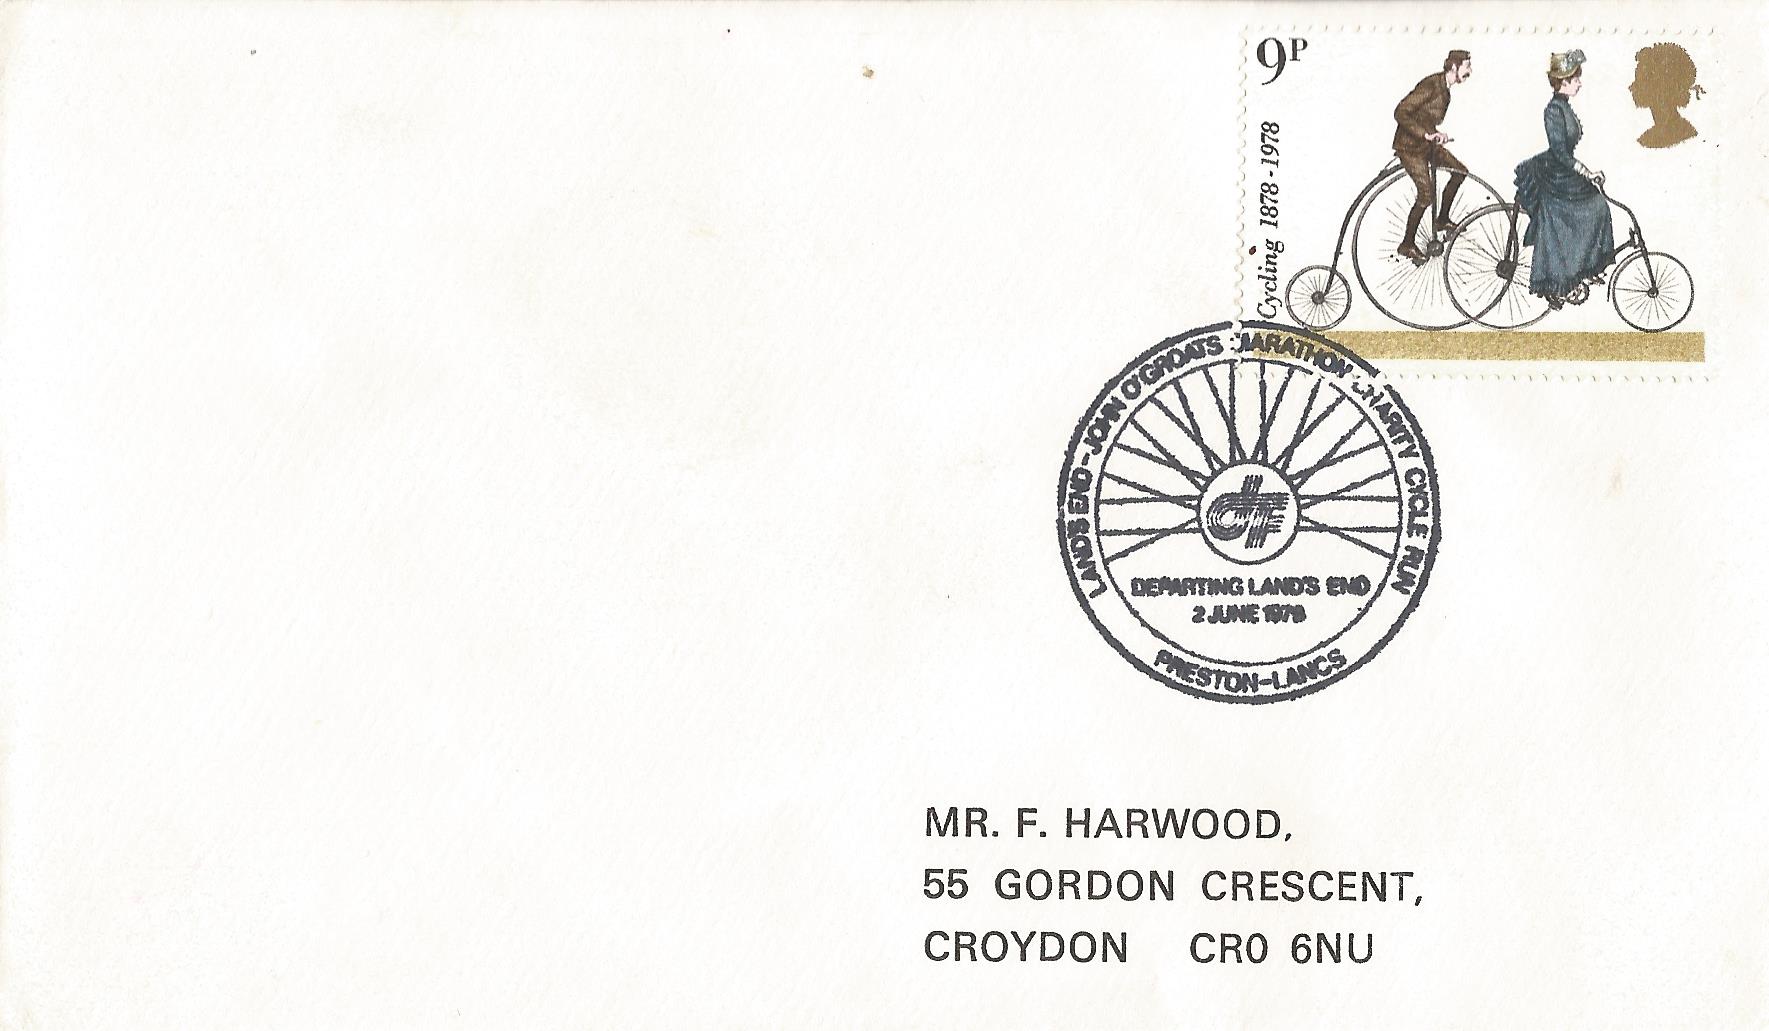 9P
Cycling 1878-1978
LAND'S END-JOHN O'GROATS MARATHON CHARITY CYCLE RUN
DEPARTING LAND'S END
2 JUNE 1978
PRESTON-LANCS
MR. F. HARWOOD,
55 GORDON CRESCENT,
CROYDON CR0 6NU